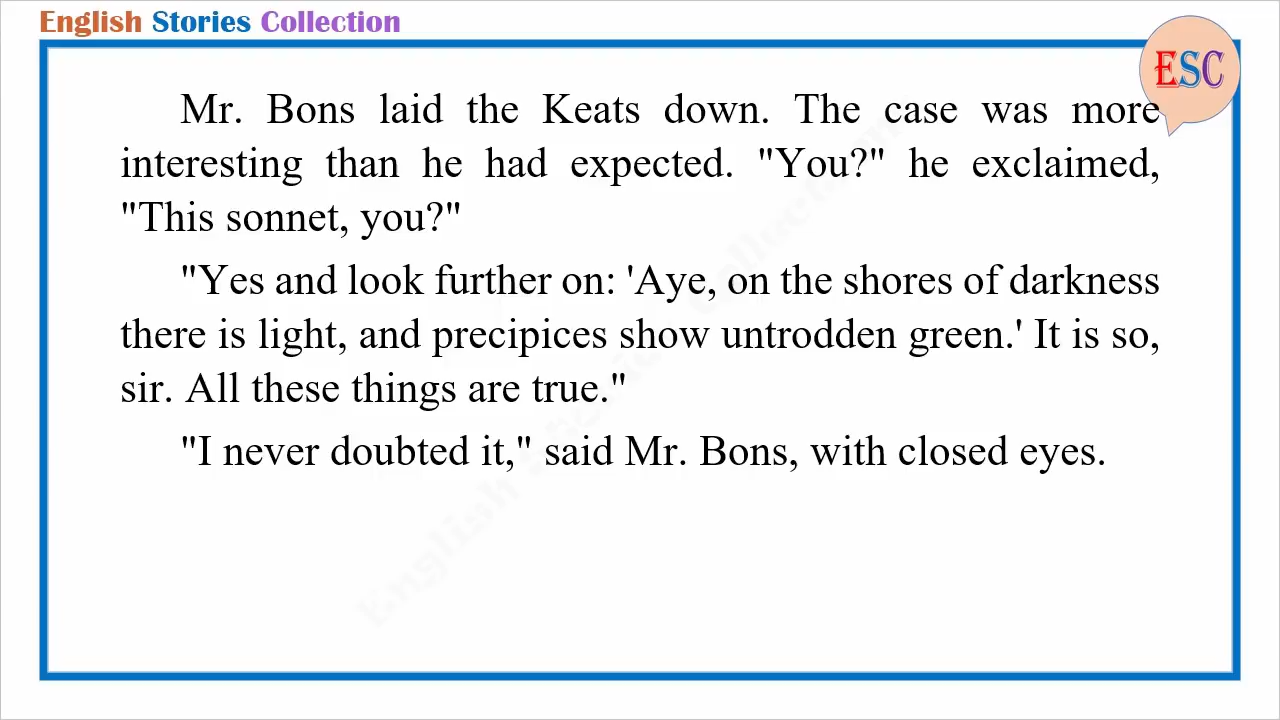 English Stories Collection
ESC
Mr. Bons laid the Keats down. The case was more
interesting than he had expected. "You?" he exclaimed,
"This sonnet, you?"
"Yes and look further on: 'Aye, on the shores of darkness
there is light, and precipices show untrodden green.' It is so,
sir. All these things are true."
"I never doubted it," said Mr. Bons, with closed eyes.
English Stories Collection